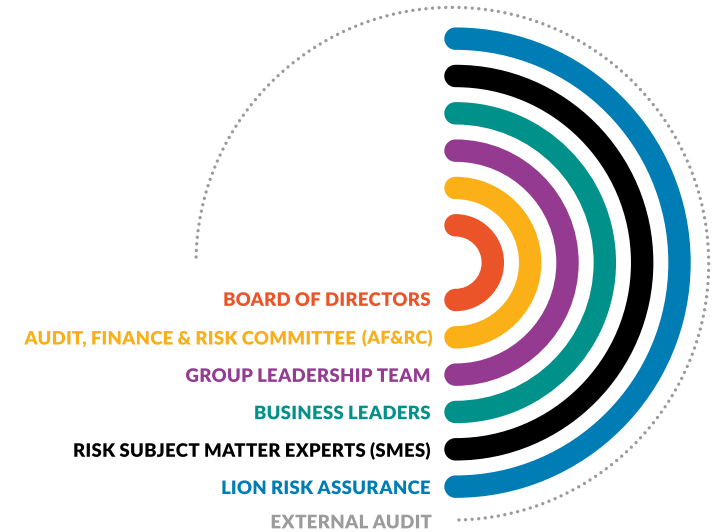 BOARD OF DIRECTORS
AUDIT, FINANCE & RISK COMMITTEE (AF&RC)
GROUP LEADERSHIP TEAM
BUSINESS LEADERS
RISK SUBJECT MATTER EXPERTS (SMES)
LION RISK ASSURANCE
EXTERNAL AUDIT